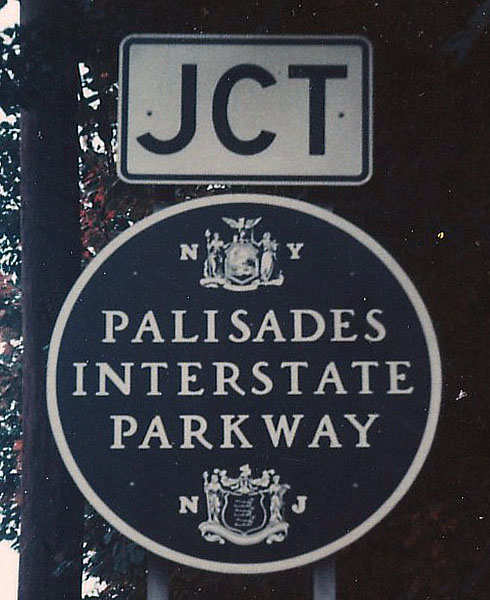 JCT
N Y
PALISADES
INTERSTATE
PARKWAY
N J